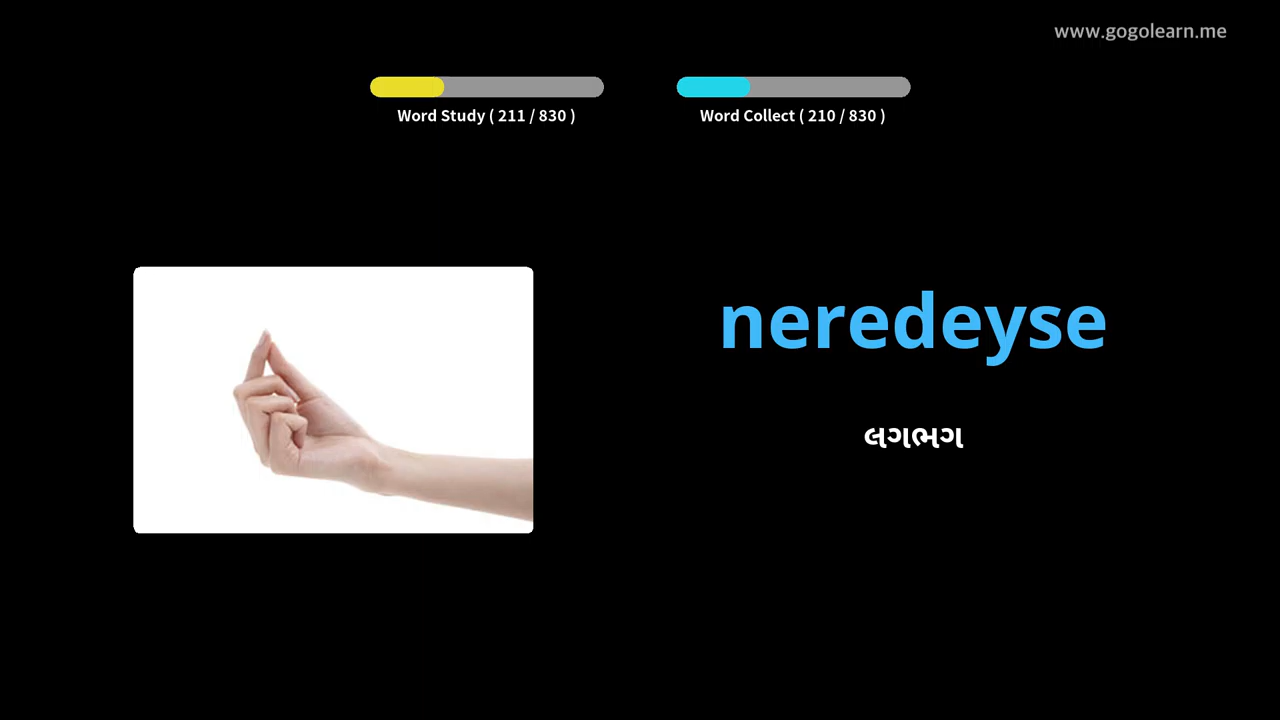 www.gogolearn.me
Word Study ( 211 / 830 )
Word Collect ( 210 / 830 )
neredeyse
લગભગ